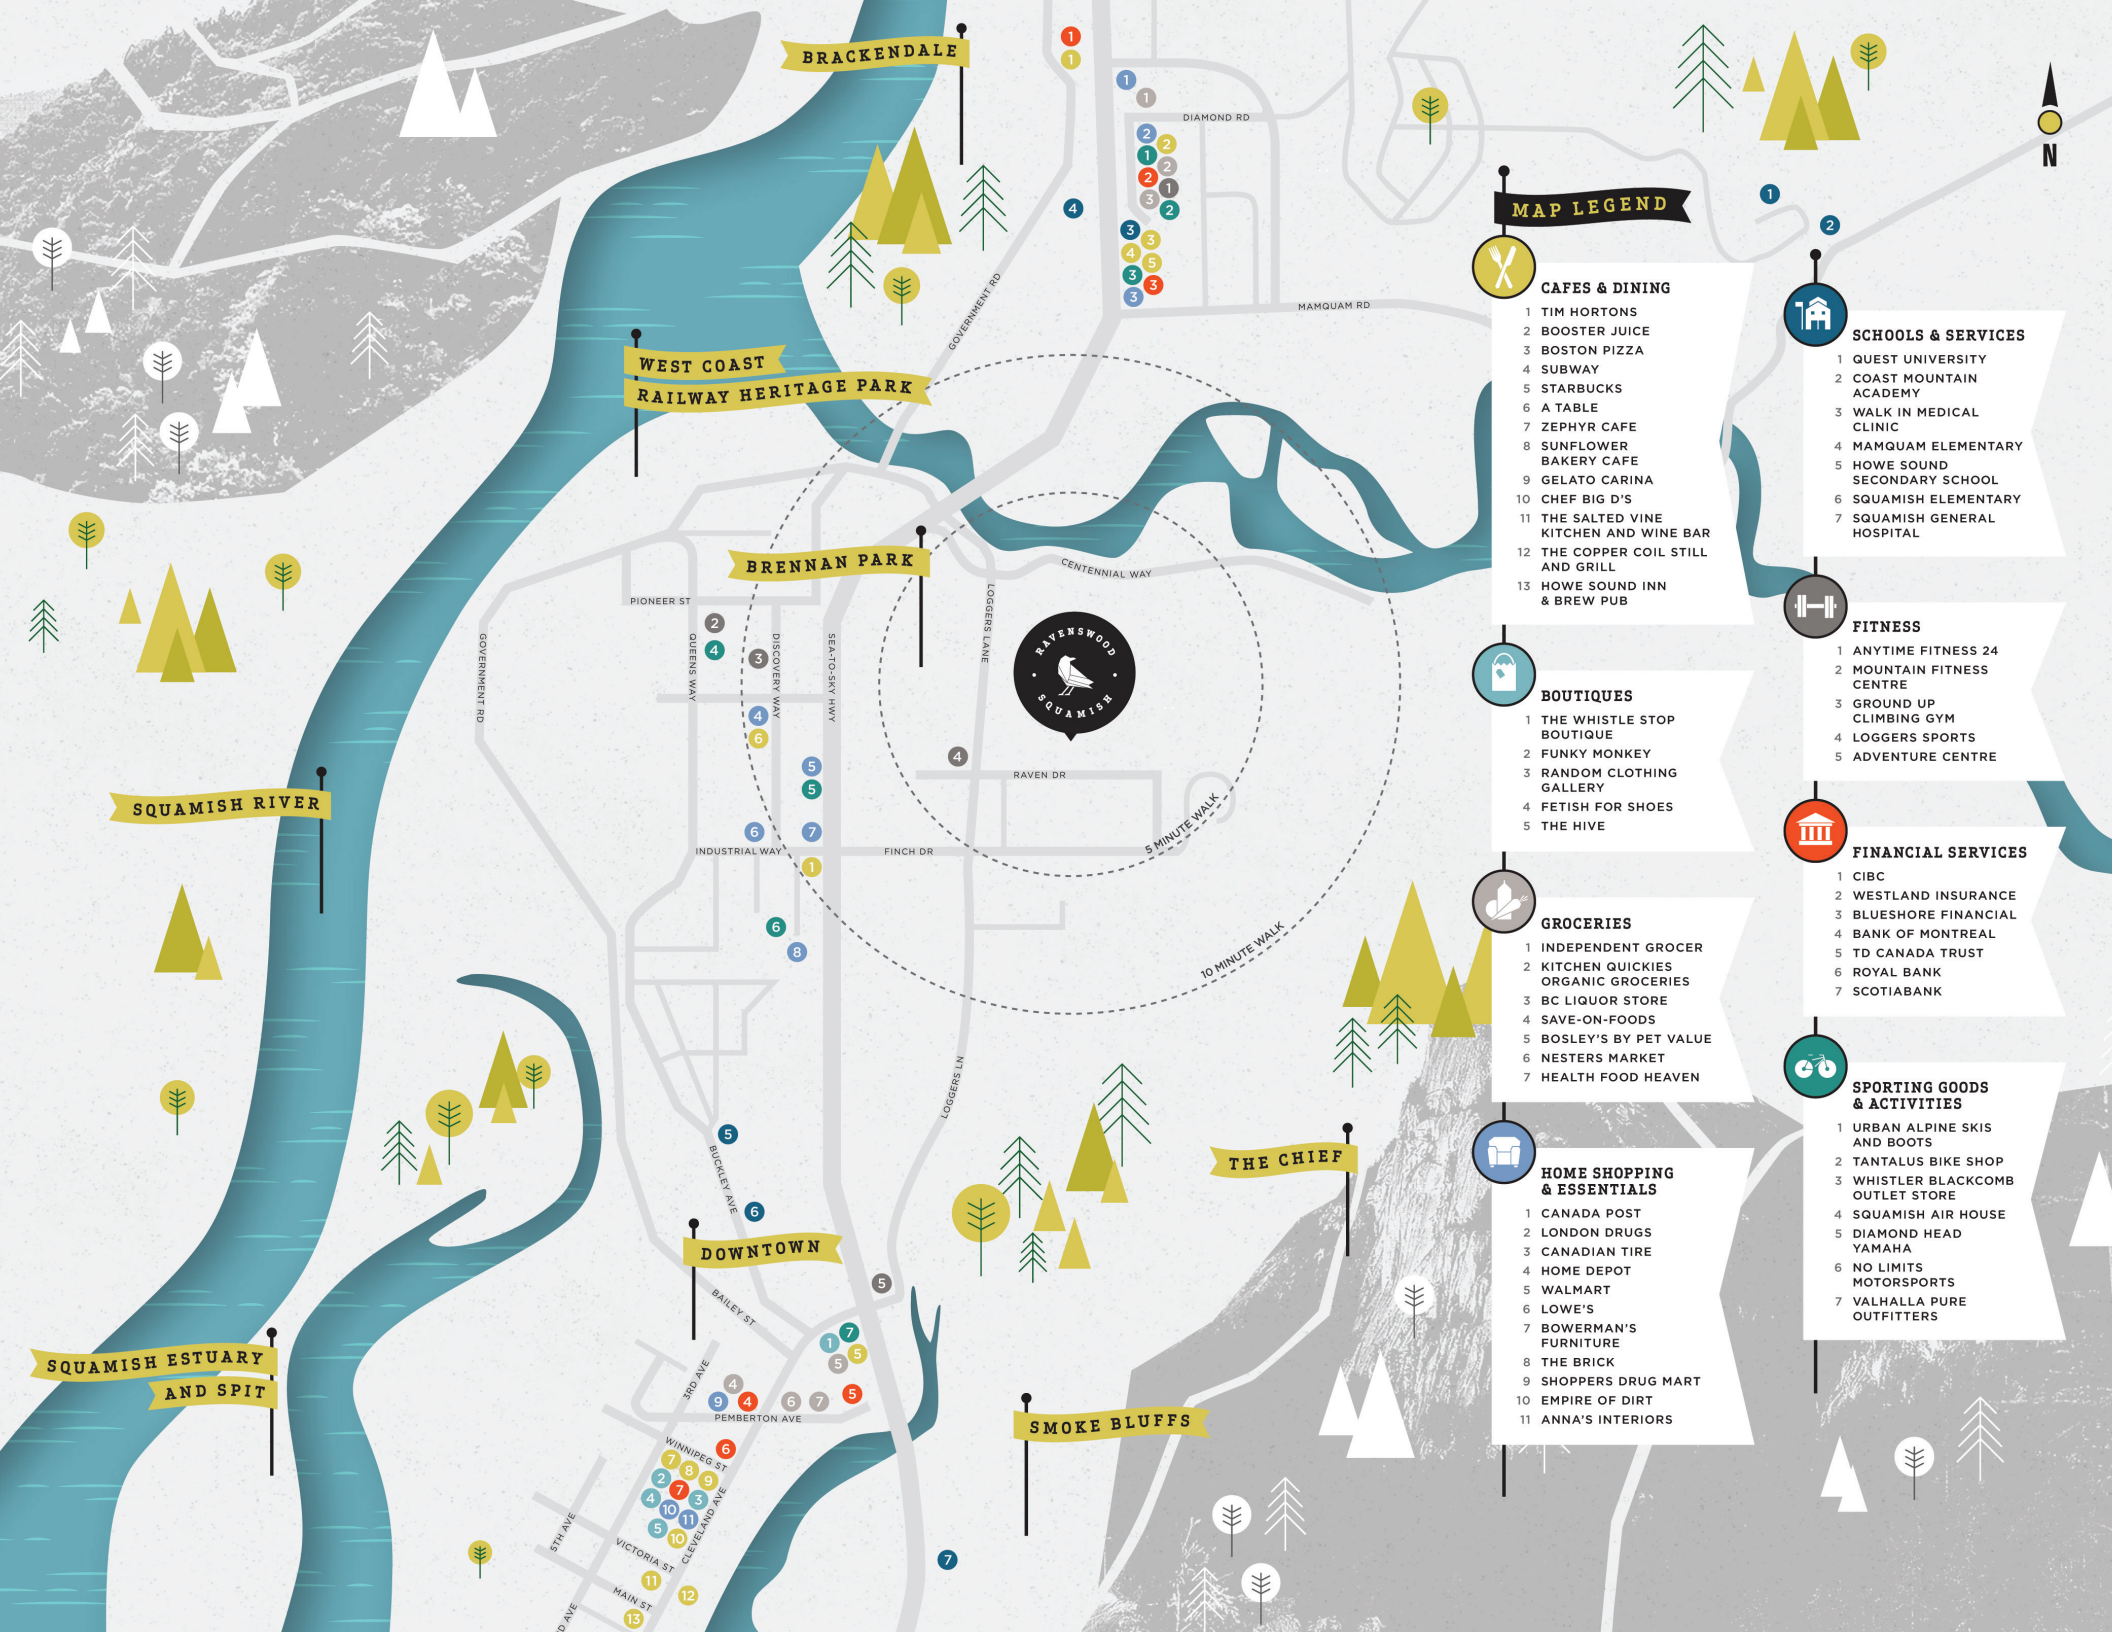 BRACKENDALE
DIAMOND RD
GOVERNMENT RD
MAMQUAM RD
N
WEST COAST
RAILWAY HERITAGE PARK
BRENNAN PARK
CENTENNIAL WAY
PIONEER ST
GOVERNMENT RD
QUEENS WAY
DISCOVERY WAY
SEA-TO-SKY HWY
LOGGERS LANE
RAVENSWOOD
SQUAMISH
RAVEN DR
SQUAMISH RIVER
INDUSTRIAL WAY
FINCH DR
5 MINUTE WALK
10 MINUTE WALK
LOGGERS LN
BUCKLEY AVE
THE CHIEF
DOWNTOWN
BAILEY ST
SQUAMISH ESTUARY
AND SPIT
3RD AVE
PEMBERTON AVE
SMOKE BLUFFS
WINNIPEG ST
CLEVELAND AVE
5TH AVE
VICTORIA ST
MAIN ST
MAP LEGEND
CAFES & DINING
1 TIM HORTONS
2 BOOSTER JUICE
3 BOSTON PIZZA
4 SUBWAY
5 STARBUCKS
6 A TABLE
7 ZEPHYR CAFE
8 SUNFLOWER
BAKERY CAFE
9 GELATO CARINA
10 CHEF BIG D'S
11 THE SALTED VINE
KITCHEN AND WINE BAR
12 THE COPPER COIL STILL
AND GRILL
13 HOWE SOUND INN
& BREW PUB
BOUTIQUES
1 THE WHISTLE STOP
BOUTIQUE
2 FUNKY MONKEY
3 RANDOM CLOTHING
GALLERY
4 FETISH FOR SHOES
5 THE HIVE
GROCERIES
1 INDEPENDENT GROCER
2 KITCHEN QUICKIES
ORGANIC GROCERIES
3 BC LIQUOR STORE
4 SAVE-ON-FOODS
5 BOSLEY'S BY PET VALUE
6 NESTERS MARKET
7 HEALTH FOOD HEAVEN
HOME SHOPPING
& ESSENTIALS
1 CANADA POST
2 LONDON DRUGS
3 CANADIAN TIRE
4 HOME DEPOT
5 WALMART
6 LOWE'S
7 BOWERMAN'S
FURNITURE
8 THE BRICK
9 SHOPPERS DRUG MART
10 EMPIRE OF DIRT
11 ANNA'S INTERIORS
SCHOOLS & SERVICES
1 QUEST UNIVERSITY
2 COAST MOUNTAIN
ACADEMY
3 WALK IN MEDICAL
CLINIC
4 MAMQUAM ELEMENTARY
5 HOWE SOUND
SECONDARY SCHOOL
6 SQUAMISH ELEMENTARY
7 SQUAMISH GENERAL
HOSPITAL
FITNESS
1 ANYTIME FITNESS 24
2 MOUNTAIN FITNESS
CENTRE
3 GROUND UP
CLIMBING GYM
4 LOGGERS SPORTS
5 ADVENTURE CENTRE
FINANCIAL SERVICES
1 CIBC
2 WESTLAND INSURANCE
3 BLUESHORE FINANCIAL
4 BANK OF MONTREAL
5 TD CANADA TRUST
6 ROYAL BANK
7 SCOTIABANK
SPORTING GOODS
& ACTIVITIES
1 URBAN ALPINE SKIS
AND BOOTS
2 TANTALUS BIKE SHOP
3 WHISTLER BLACKCOMB
OUTLET STORE
4 SQUAMISH AIR HOUSE
5 DIAMOND HEAD
YAMAHA
6 NO LIMITS
MOTORSPORTS
7 VALHALLA PURE
OUTFITTERS